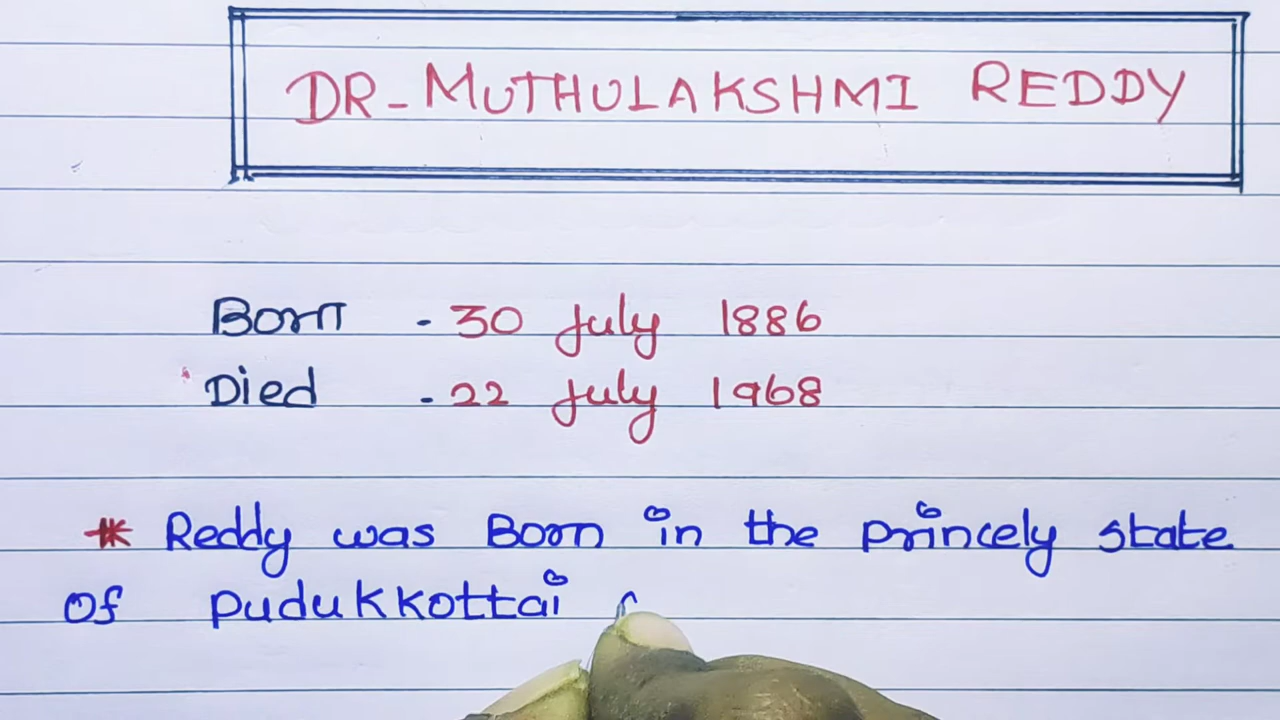 DR-MUTHULAKSHMI REDDY
Born - 30 July 1886
Died - 22 July 1968
* Reddy was Born in the princely state
Of pudukkottai